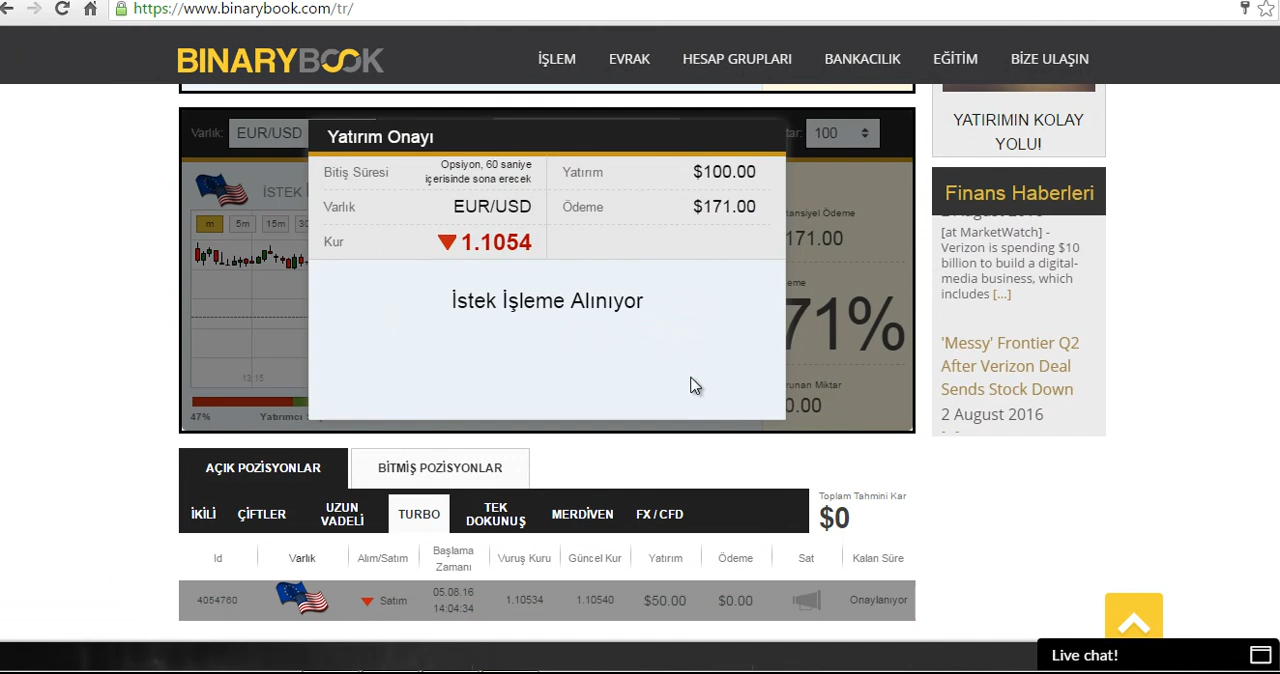 https://www.binarybook.com/tr/
BINARYBOOK
İŞLEM EVRAK HESAP GRUPLARI BANKACILIK EĞİTİM BİZE ULAŞIN
Varlık: EUR/USD
100
Yatırım Onayı
Bitiş Süresi Opsiyon, 60 saniye
içerisinde sona erecek
Yatırım $100.00
Varlık EUR/USD
Ödeme $171.00
Kur 1.1054
İstek İşleme Alınıyor
İSTEK
m 5m 15m
13:15
47%
171.00
71%
0.00
YATIRIMIN KOLAY
YOLU!
Finans Haberleri
2 August 2016
[at MarketWatch] -
Verizon is spending $10
billion to build a digital-
media business, which
includes [...]
'Messy' Frontier Q2
After Verizon Deal
Sends Stock Down
2 August 2016
AÇIK POZİSYONLAR BİTMİŞ POZİSYONLAR
İKİLİ ÇİFTLER UZUN VADELİ TURBO TEK DOKUNUŞ MERDİVEN FX / CFD
Toplam Tahmini Kar
$0
Id Varlık Alım/Satım Başlama Zamanı Vuruş Kuru Güncel Kur Yatırım Ödeme Sat Kalan Süre
4054760 Satım 05.08.16 14:04:34 1.10534 1.10540 $50.00 $0.00 Onaylanıyor
Live chat!